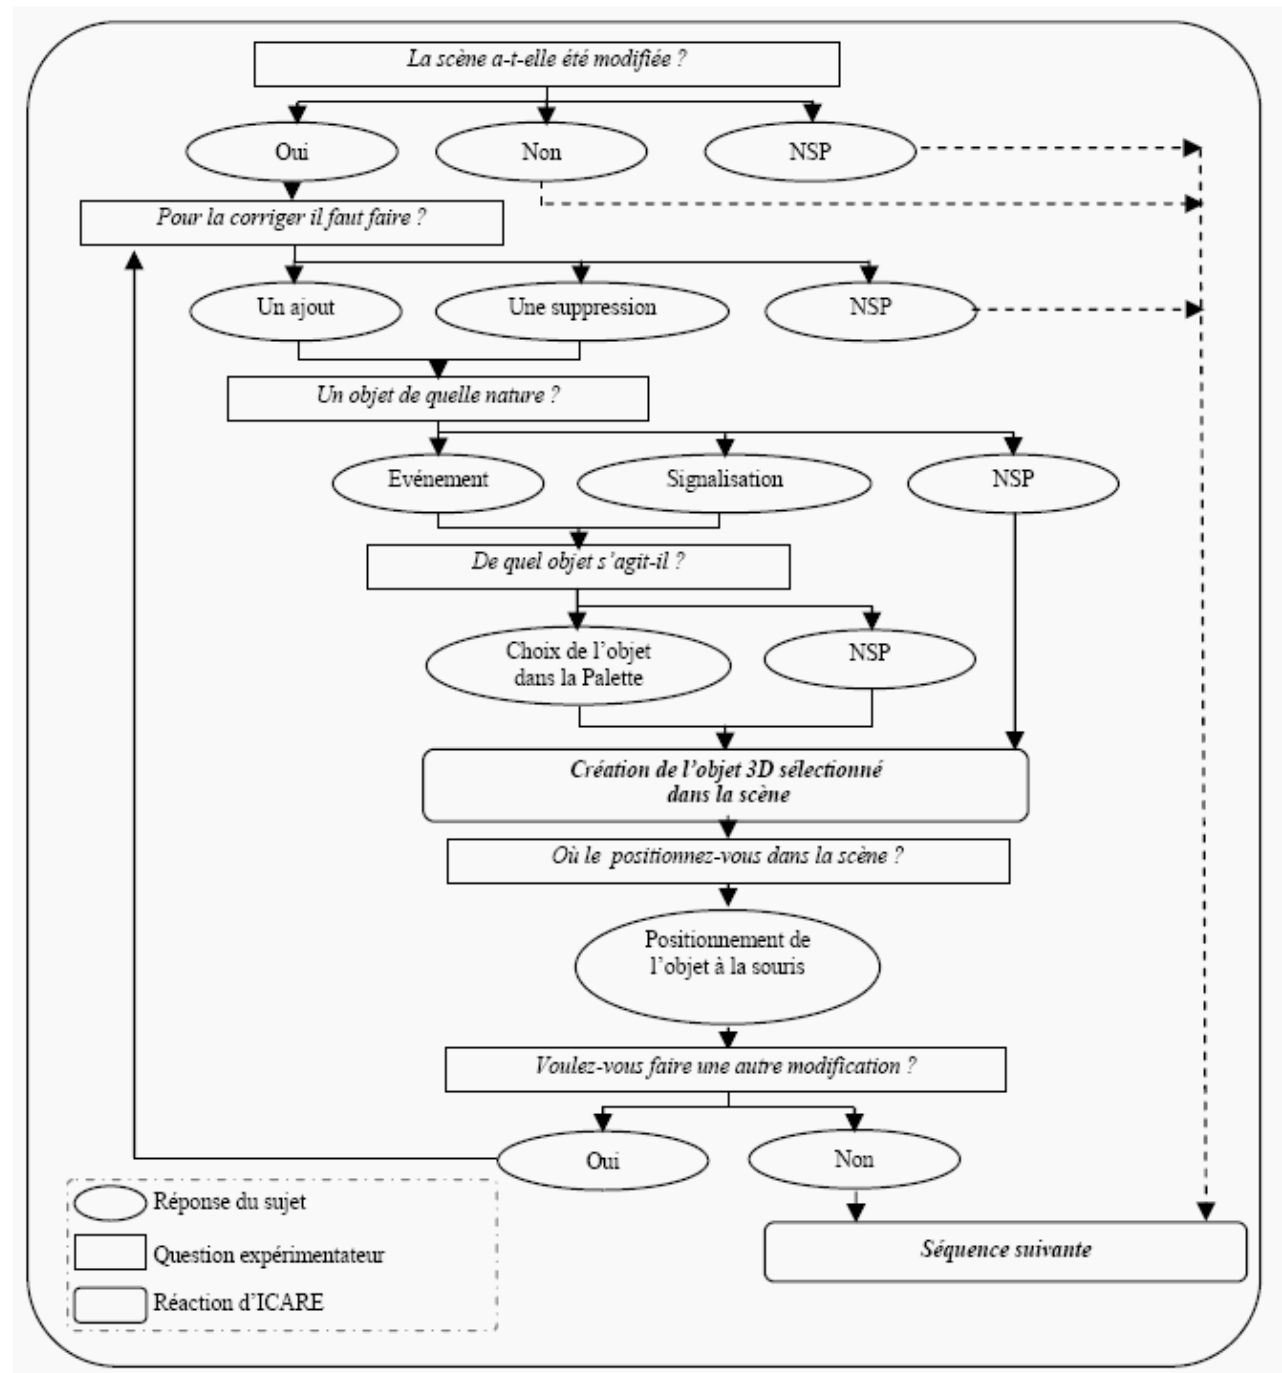 La scène a-t-elle été modifiée ?
Oui
Non
NSP
Pour la corriger il faut faire ?
Un ajout
Une suppression
NSP
Un objet de quelle nature ?
Evénement
Signalisation
NSP
De quel objet s’agit-il ?
Choix de l’objet
dans la Palette
NSP
Création de l’objet 3D sélectionné
dans la scène
Où le positionnez-vous dans la scène ?
Positionnement de
l’objet à la souris
Voulez-vous faire une autre modification ?
Oui
Non
Réponse du sujet
Question expérimentateur
Réaction d’ICARE
Séquence suivante